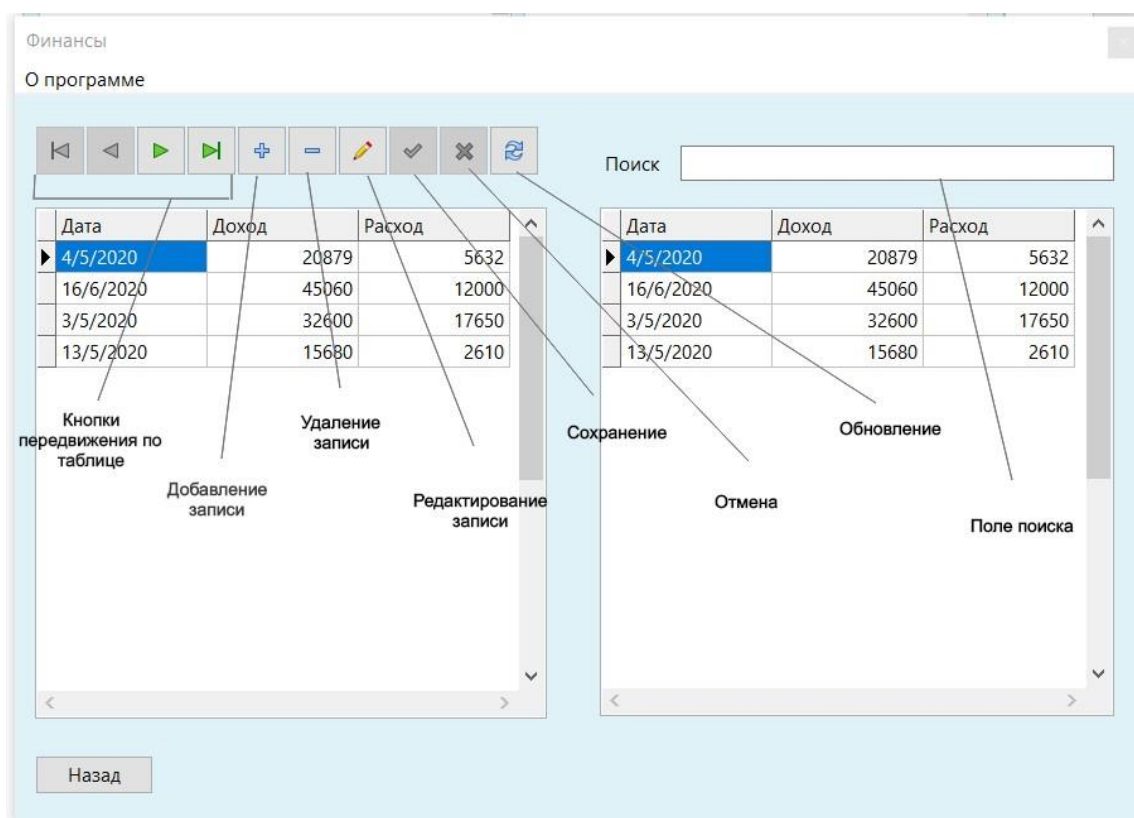 Финансы
О программе
Поиск
Дата Доход Расход
4/5/2020 20879 5632
16/6/2020 45060 12000
3/5/2020 32600 17650
13/5/2020 15680 2610
Дата Доход Расход
4/5/2020 20879 5632
16/6/2020 45060 12000
3/5/2020 32600 17650
13/5/2020 15680 2610
Кнопки
передвижения по
таблице
Добавление
записи
Удаление
записи
Редактирование
записи
Сохранение
Отмена
Обновление
Поле поиска
Назад